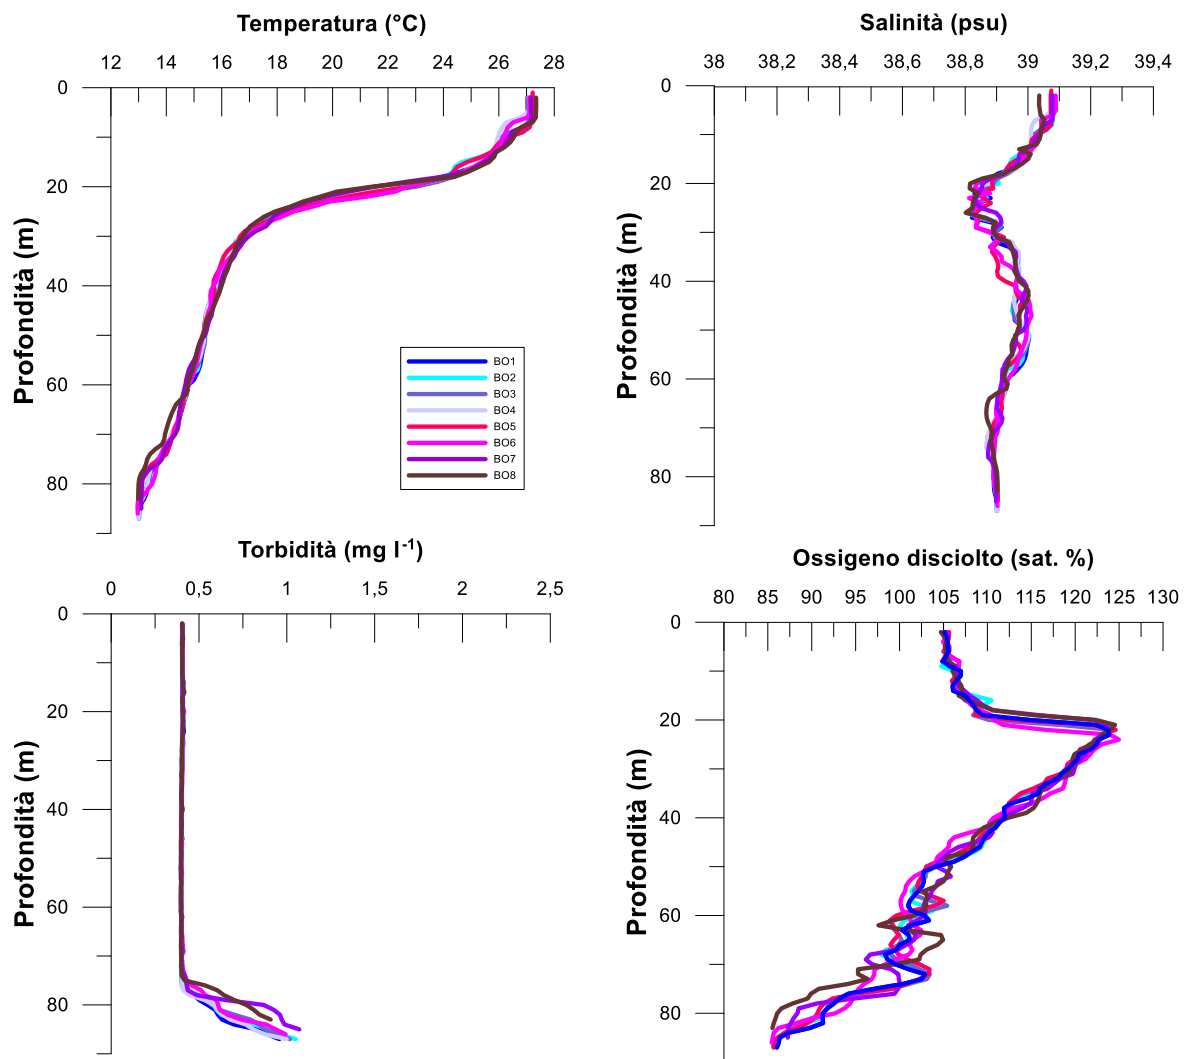 Temperatura (°C)
12 14 16 18 20 22 24 26 28
0
20
40
60
80
Profondità (m)
BO1
BO2
BO3
BO4
BO5
BO6
BO7
BO8
Salinità (psu)
38 38,2 38,4 38,6 38,8 39 39,2 39,4
0
20
40
60
80
Profondità (m)
Torbidità (mg l-1)
0 0,5 1 1,5 2 2,5
0
20
40
60
80
Profondità (m)
Ossigeno disciolto (sat. %)
80 85 90 95 100 105 110 115 120 125 130
0
20
40
60
80
Profondità (m)